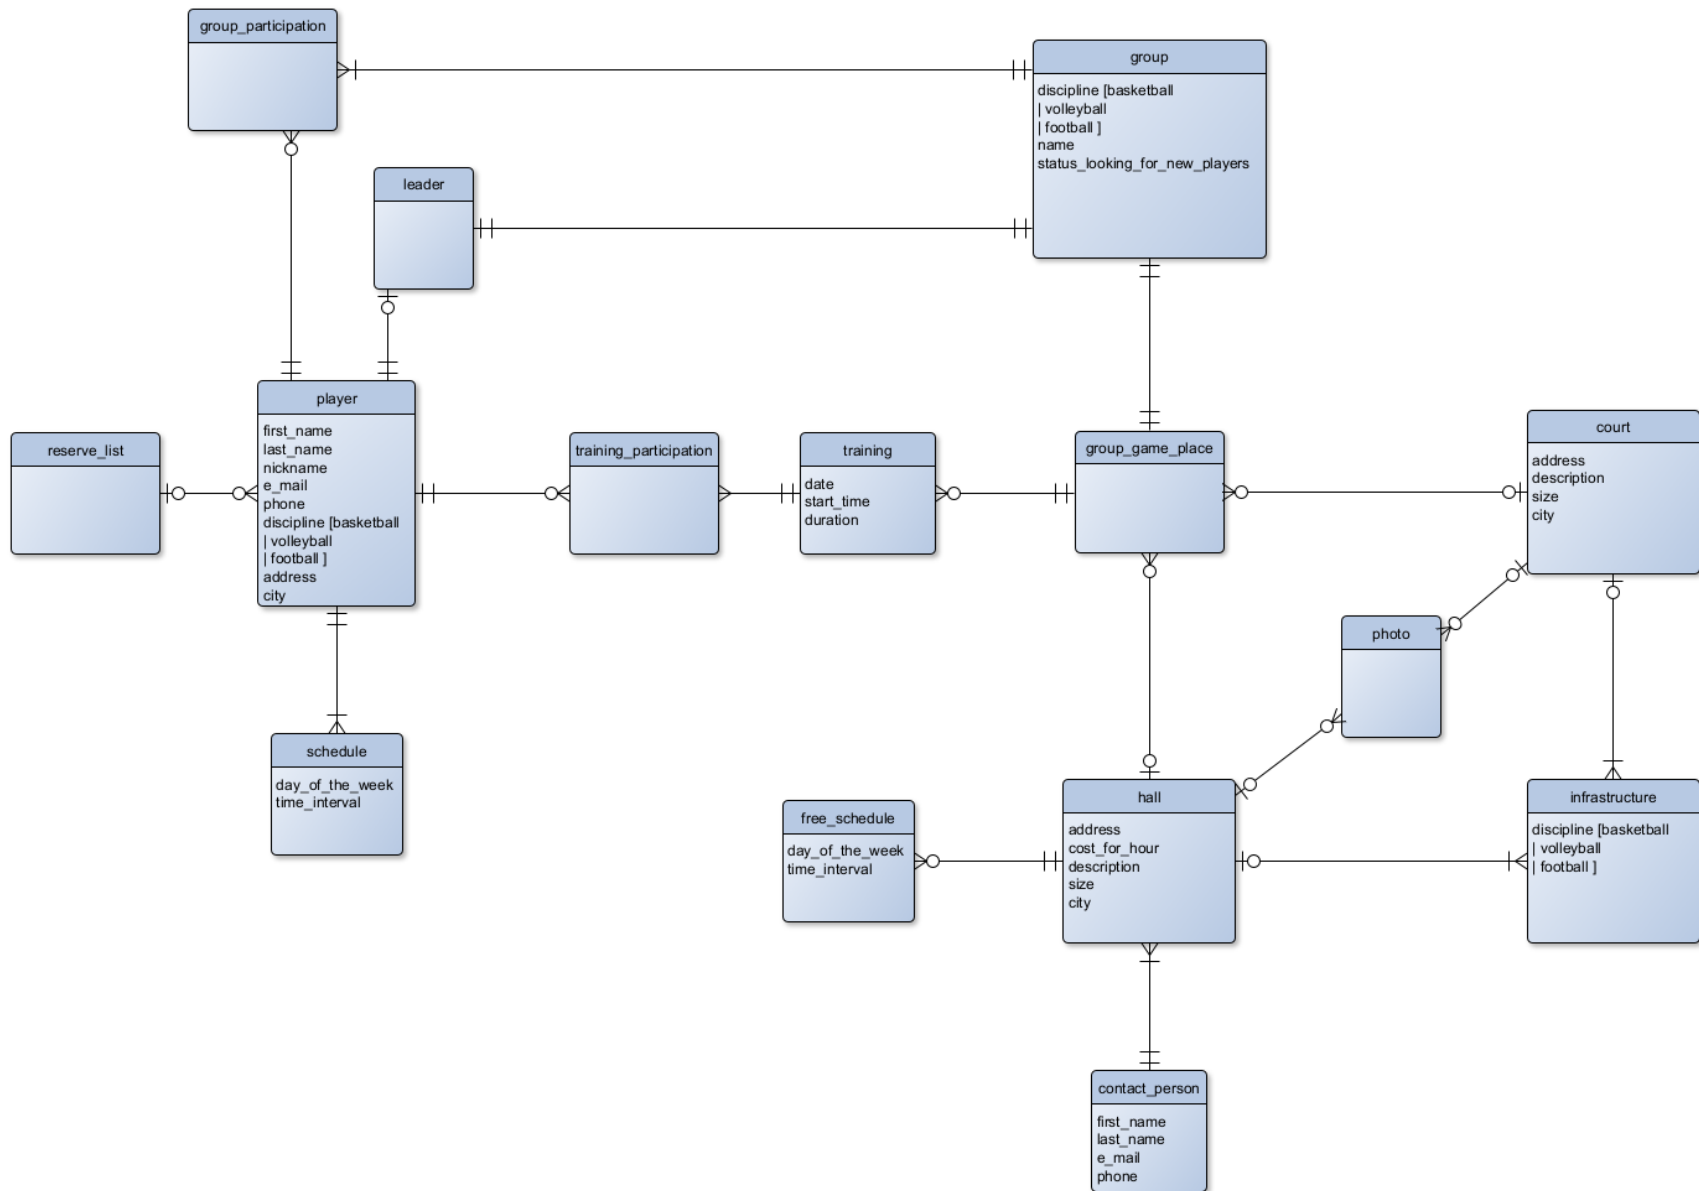 group_participation
group
discipline [basketball
| volleyball
| football ]
name
status_looking_for_new_players
leader
player
first_name
last_name
nickname
e_mail
phone
discipline [basketball
| volleyball
| football ]
address
city
reserve_list
training_participation
training
date
start_time
duration
group_game_place
court
address
description
size
city
photo
schedule
day_of_the_week
time_interval
free_schedule
day_of_the_week
time_interval
hall
address
cost_for_hour
description
size
city
infrastructure
discipline [basketball
| volleyball
| football ]
contact_person
first_name
last_name
e_mail
phone